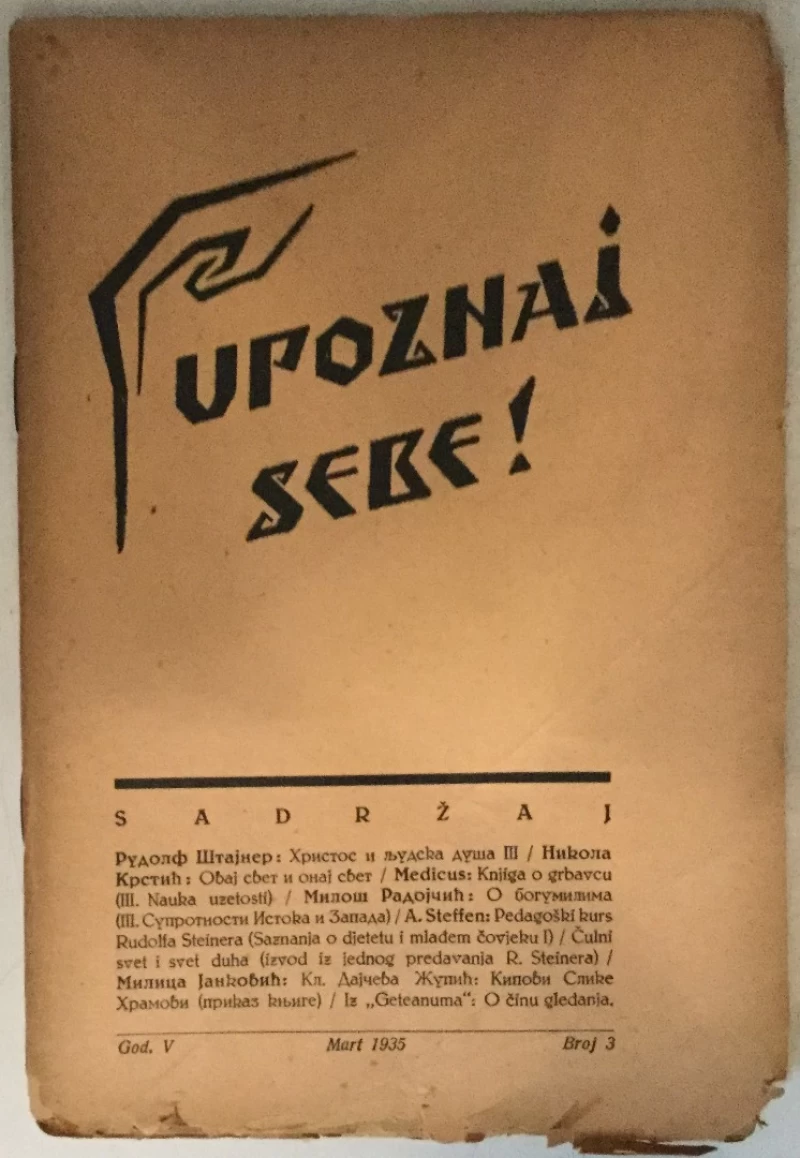 UPOZNAJ
SEBE!
SADRŽAJ
Рудолф Штајнер: Христос и људска душа III / Никола
Крстић: Овај свет и онај свет / Medicus: Knjiga o grbavcu
(III. Nauka uzetosti) / Милош Радојчић: О богумилима
(III. Супротности Истока и Запада) / A. Steffen: Pedagoški kurs
Rudolfa Steinera (Saznanja o djetetu i mlađem čovjeku I) / Čulni
svet i svet duha (izvod iz jednog predavanja R. Steinera) /
Милица Јанковић: Кл. Дајчева Жупић: Кипови Слике
Храмови (приказ књиге) / Iz „Geteanuma": O činu gledanja.
God. V Mart 1935 Broj 3